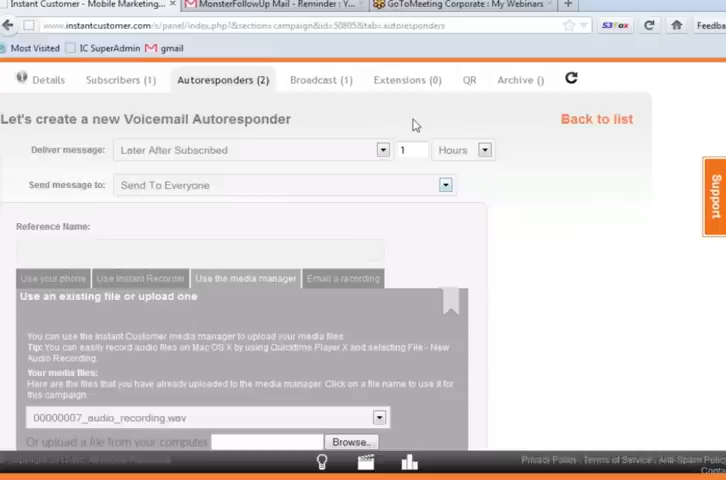 Instant Customer - Mobile Marketing... × MonsterFollowUp Mail - Reminder : Y... × GoToMeeting Corporate : My Webinars
www.instantcustomer.com/s/panel/index.php?&section=campaign&iid=50805&tab=autoresponders
Most Visited IC SuperAdmin gmail
Details Subscribers (1) Autoresponders (2) Broadcast (1) Extensions (0) QR Archive ()
Let's create a new Voicemail Autoresponder Back to list
Deliver message: Later After Subscribed 1 Hours
Send message to: Send To Everyone
Support
Reference Name:
Use your phone Use Instant Recorder Use the media manager Email a recording
Use an existing file or upload one
You can use the Instant Customer media manager to upload your media files.
Tip: You can easily record audio files on Mac OS X by using Quicktime Player X and selecting File - New
Audio Recording.
Your media files:
Here are the files that you have already uploaded to the media manager. Click on a file name to use it for
this campaign.
00000007_audio_recording.wav
Or upload a file from your computer Browse..
Privacy Policy Terms of Service Anti-Spam Policy